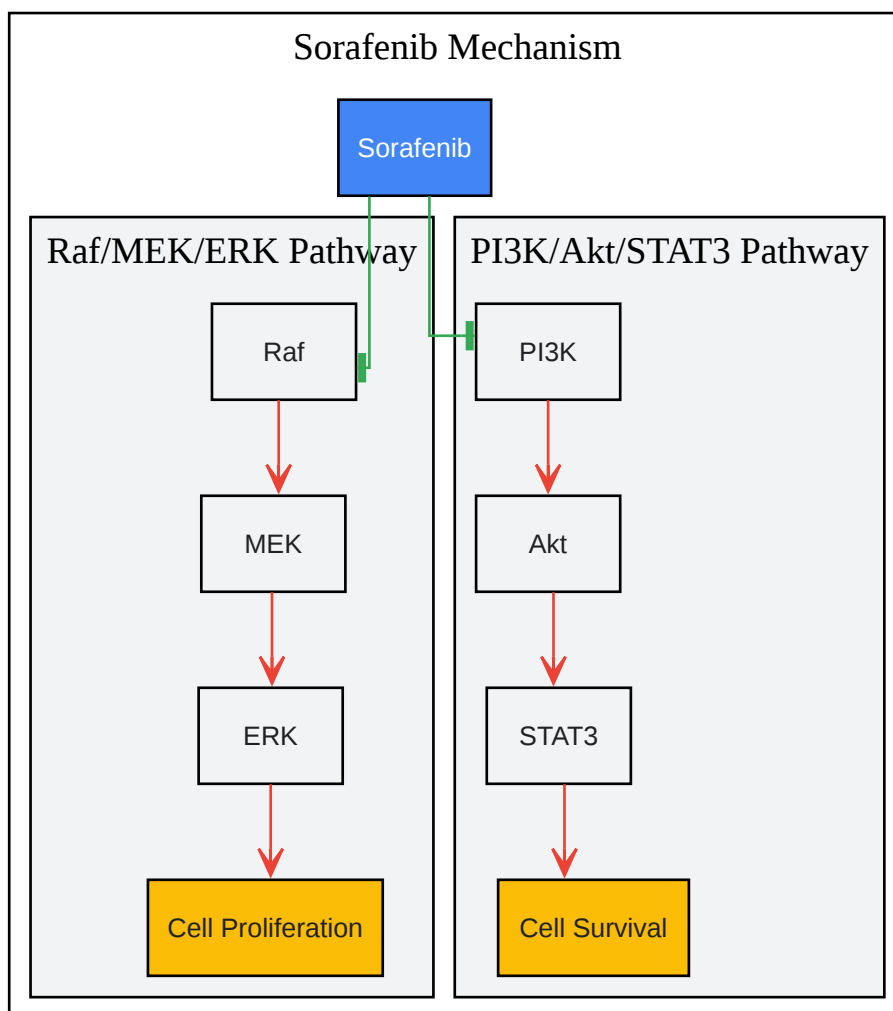 Sorafenib Mechanism
Sorafenib
Raf/MEK/ERK Pathway
Raf
MEK
ERK
Cell Proliferation
PI3K/Akt/STAT3 Pathway
PI3K
Akt
STAT3
Cell Survival